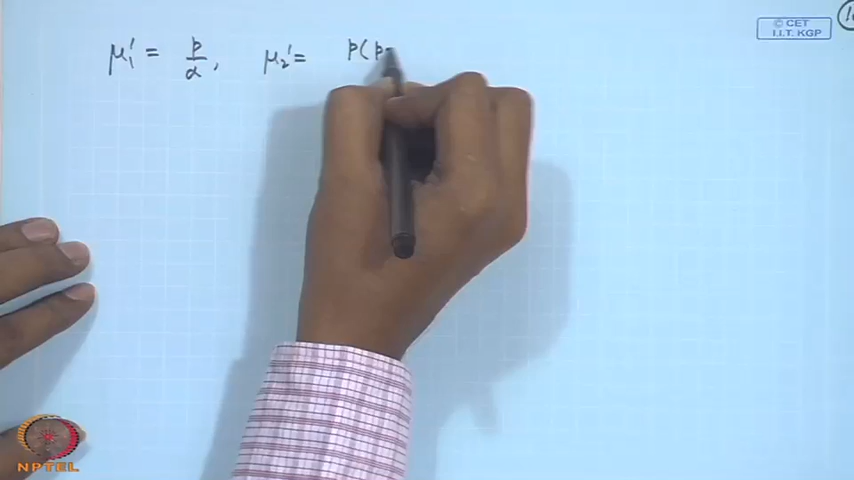 © CET
I.I.T. KGP
μ₁' = p/α, μ₂' = p(p
NPTEL